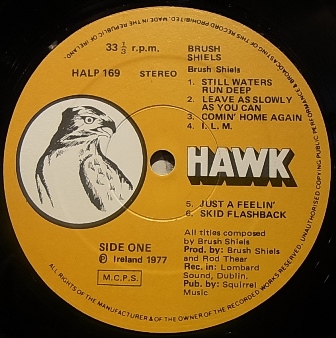 ALL RIGHTS OF THE MANUFACTURER & OF THE OWNER OF THE RECORDED WORKS RESERVED. UNAUTHORISED COPYING PUBLIC PERFORMANCE & BROADCASTING OF THIS RECORD PROHIBITED. MADE IN THE REPUBLIC OF IRELAND.
33 1/3 r.p.m.
HALP 169 STEREO
BRUSH
SHIELS
Brush Shiels
1. STILL WATERS
RUN DEEP
2. LEAVE AS SLOWLY
AS YOU CAN
3. COMIN' HOME AGAIN
4. I. L. M.
HAWK
5. JUST A FEELIN'
6. SKID FLASHBACK
SIDE ONE
℗ Ireland 1977
M.C.P.S.
All titles composed
by Brush Shiels
Prod. by: Brush Shiels
and Rod Thear
Rec. in: Lombard
Sound, Dublin.
Pub. by: Squirrel
Music